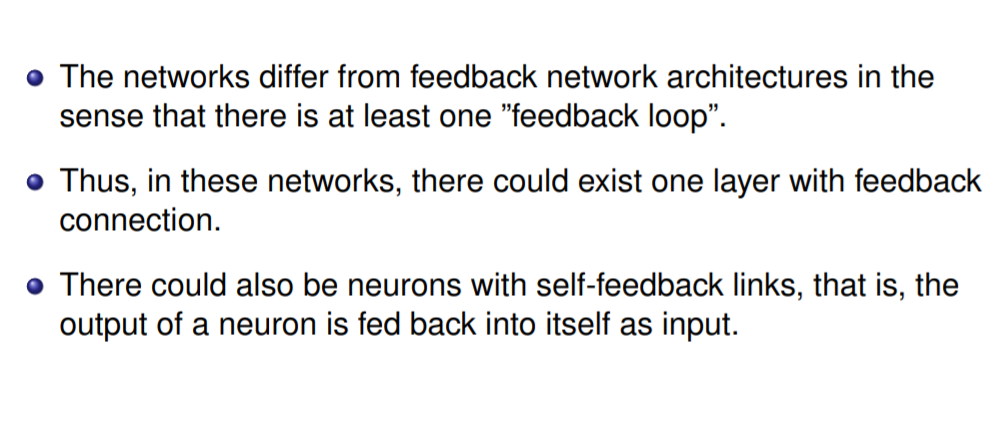 The networks differ from feedback network architectures in the
sense that there is at least one ”feedback loop”.
Thus, in these networks, there could exist one layer with feedback
connection.
There could also be neurons with self-feedback links, that is, the
output of a neuron is fed back into itself as input.